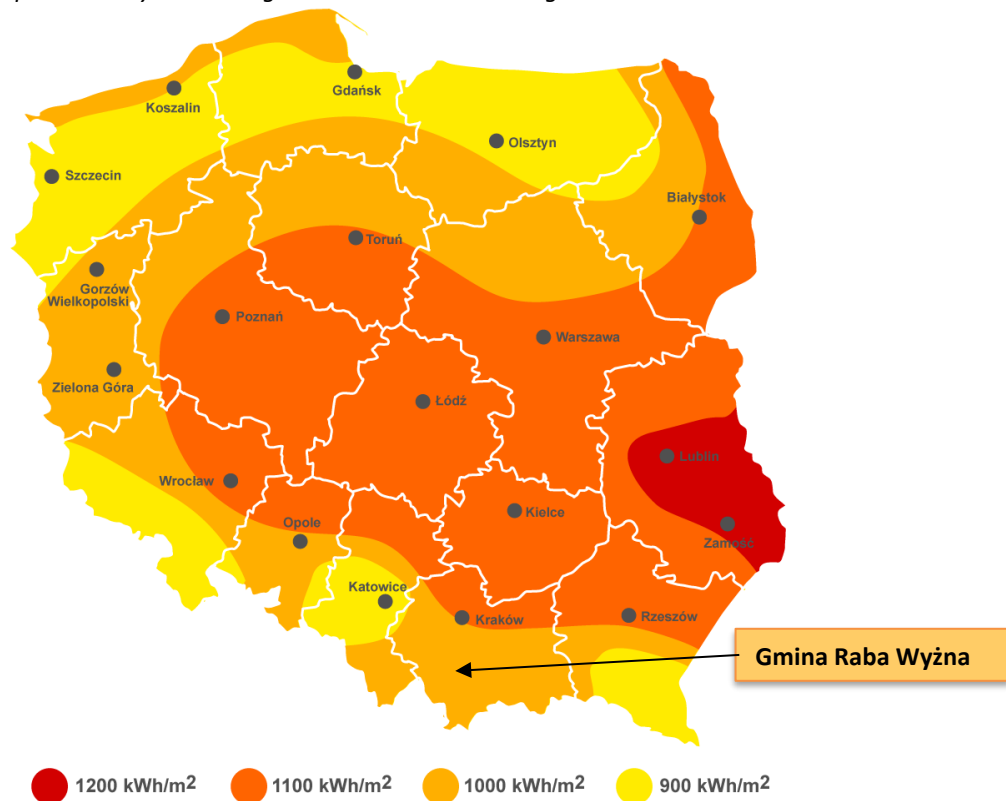 Koszalin
Gdańsk
Olsztyn
Szczecin
Białystok
Toruń
Gorzów
Wielkopolski
Poznań
Warszawa
Zielona Góra
Łódź
Lublin
Wrocław
Kielce
Opole
Zamość
Katowice
Kraków
Rzeszów
Gmina Raba Wyżna
1200 kWh/m2
1100 kWh/m2
1000 kWh/m2
900 kWh/m2